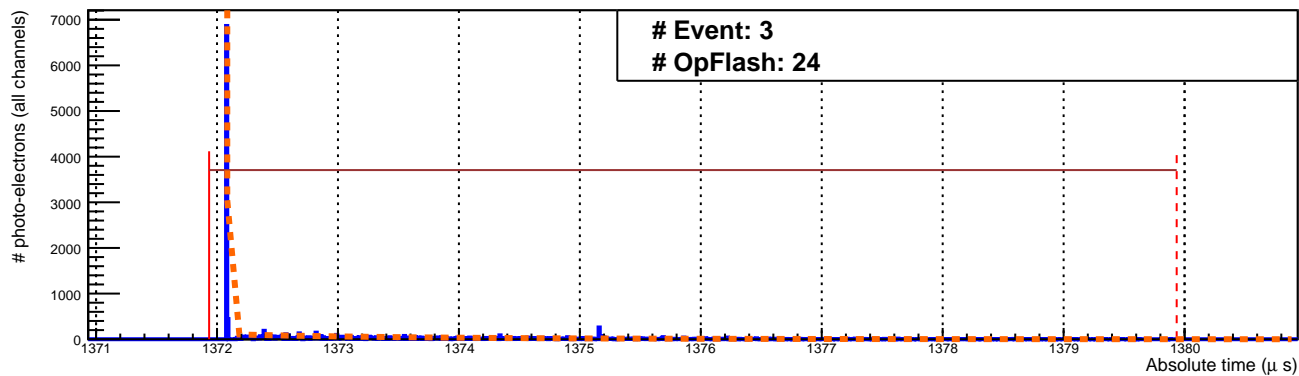 # Event: 3
# OpFlash: 24
# photo-electrons (all channels)
7000
6000
5000
4000
3000
2000
1000
0
1371 1372 1373 1374 1375 1376 1377 1378 1379 1380
Absolute time (μ s)